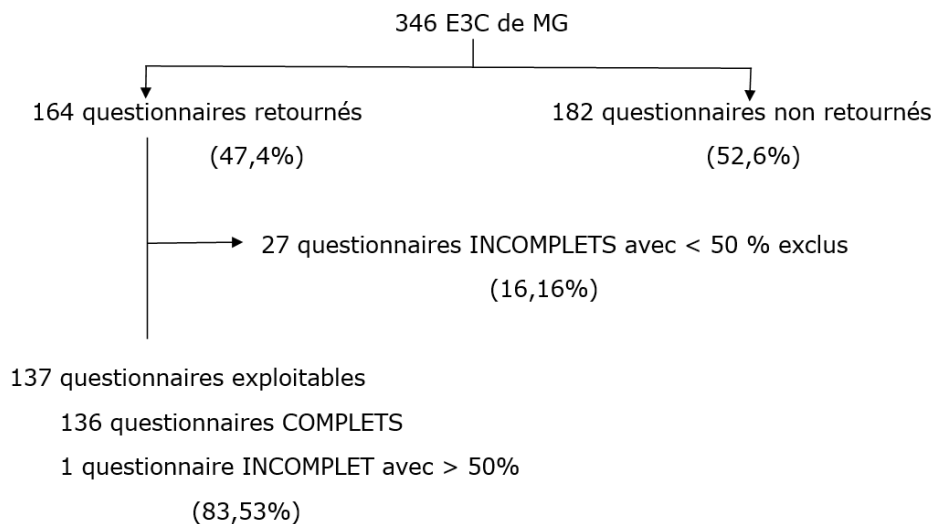 346 E3C de MG
164 questionnaires retournés
(47,4%)
182 questionnaires non retournés
(52,6%)
27 questionnaires INCOMPLETS avec < 50 % exclus
(16,16%)
137 questionnaires exploitables
136 questionnaires COMPLETS
1 questionnaire INCOMPLET avec > 50%
(83,53%)